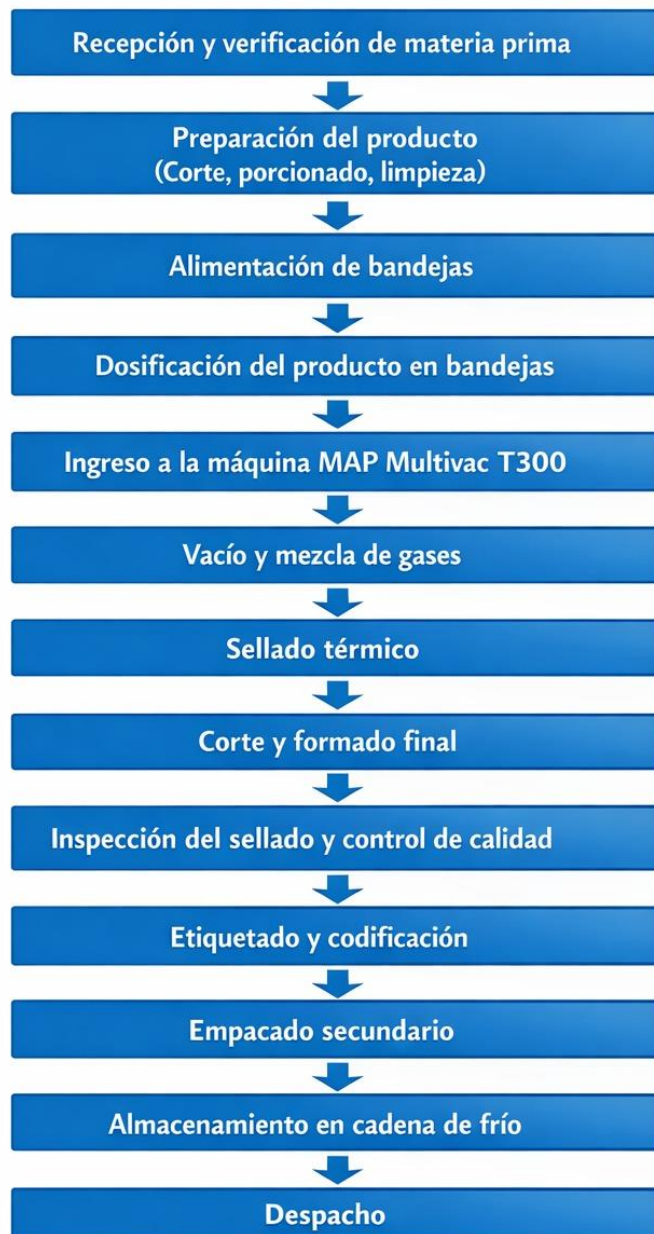 Recepción y verificación de materia prima
Preparación del producto
(Corte, porcionado, limpieza)
Alimentación de bandejas
Dosificación del producto en bandejas
Ingreso a la máquina MAP Multivac T300
Vacío y mezcla de gases
Sellado térmico
Corte y formado final
Inspección del sellado y control de calidad
Etiquetado y codificación
Empacado secundario
Almacenamiento en cadena de frío
Despacho